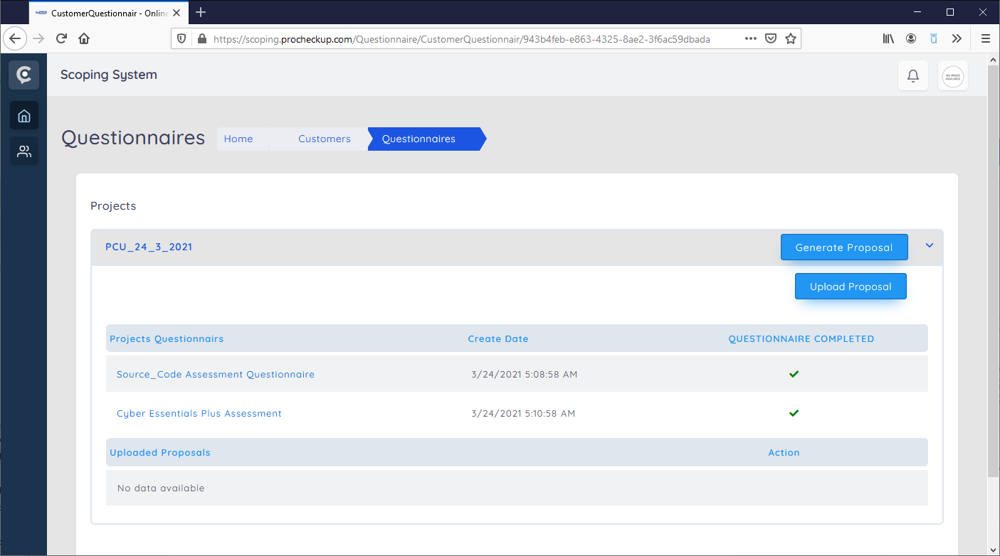 CustomerQuestionnair - Online
https://scoping.procheckup.com/Questionnaire/CustomerQuestionnair/943b4feb-e863-4325-8ae2-3f6ac59dbada
Scoping System
NO IMAGE
AVAILABLE
Questionnaires
Home
Customers
Questionnaires
Projects
PCU_24_3_2021
Generate Proposal
Upload Proposal
Projects Questionnairs Create Date QUESTIONNAIRE COMPLETED
Source_Code Assessment Questionnaire 3/24/2021 5:08:58 AM
Cyber Essentials Plus Assessment 3/24/2021 5:10:58 AM
Uploaded Proposals Action
No data available